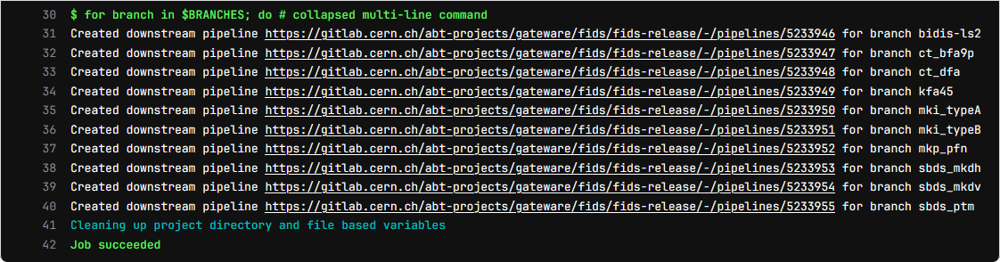 30 $ for branch in $BRANCHES; do # collapsed multi-line command
31 Created downstream pipeline https://gitlab.cern.ch/abt-projects/gateware/fids/fids-release/-/pipelines/5233946 for branch bidis-ls2
32 Created downstream pipeline https://gitlab.cern.ch/abt-projects/gateware/fids/fids-release/-/pipelines/5233947 for branch ct_bfa9p
33 Created downstream pipeline https://gitlab.cern.ch/abt-projects/gateware/fids/fids-release/-/pipelines/5233948 for branch ct_dfa
34 Created downstream pipeline https://gitlab.cern.ch/abt-projects/gateware/fids/fids-release/-/pipelines/5233949 for branch kfa45
35 Created downstream pipeline https://gitlab.cern.ch/abt-projects/gateware/fids/fids-release/-/pipelines/5233950 for branch mki_typeA
36 Created downstream pipeline https://gitlab.cern.ch/abt-projects/gateware/fids/fids-release/-/pipelines/5233951 for branch mki_typeB
37 Created downstream pipeline https://gitlab.cern.ch/abt-projects/gateware/fids/fids-release/-/pipelines/5233952 for branch mkp_pfn
38 Created downstream pipeline https://gitlab.cern.ch/abt-projects/gateware/fids/fids-release/-/pipelines/5233953 for branch sbds_mkdh
39 Created downstream pipeline https://gitlab.cern.ch/abt-projects/gateware/fids/fids-release/-/pipelines/5233954 for branch sbds_mkdv
40 Created downstream pipeline https://gitlab.cern.ch/abt-projects/gateware/fids/fids-release/-/pipelines/5233955 for branch sbds_ptm
41 Cleaning up project directory and file based variables
42 Job succeeded